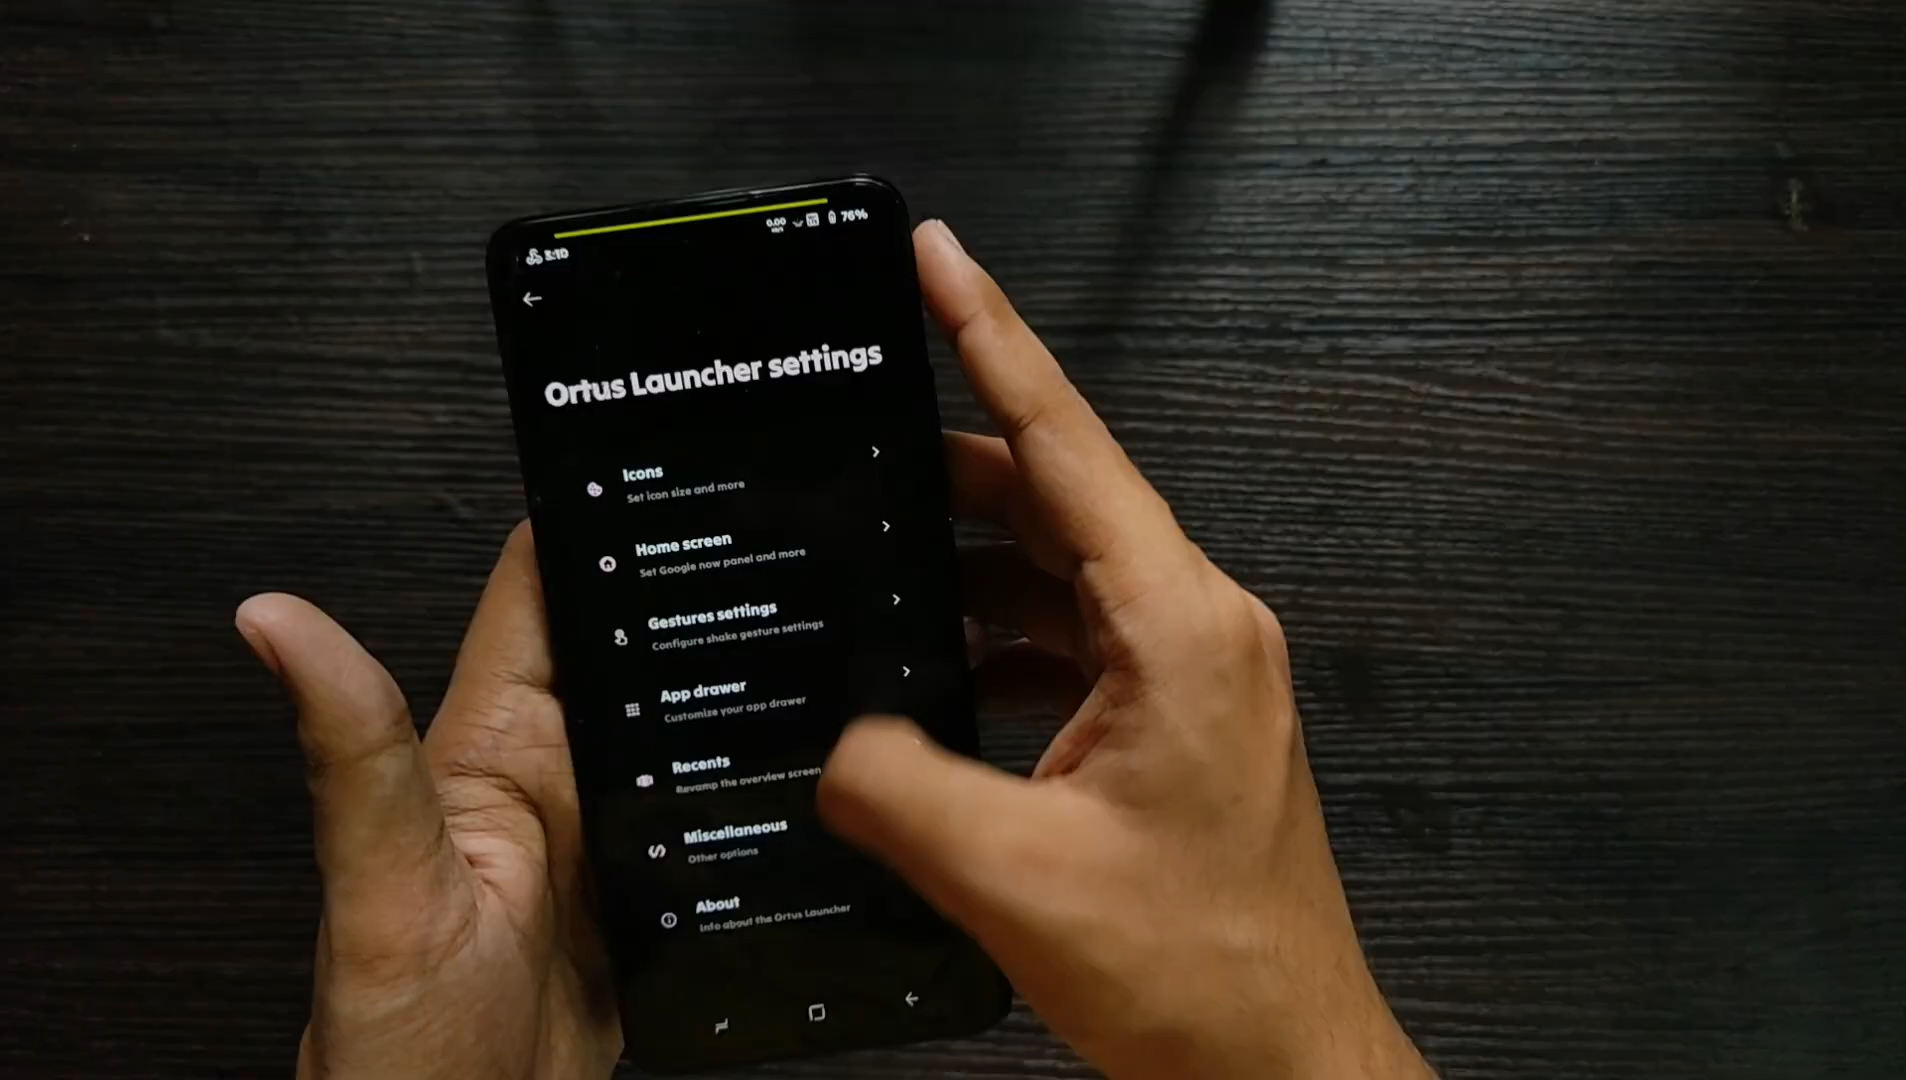 5:10
0.00
76%
Ortus Launcher settings
Icons
Set icon size and more
Home screen
Set Google now panel and more
Gestures settings
Configure shake gesture settings
App drawer
Customize your app drawer
Recents
Revamp the overview screen
Miscellaneous
Other options
About
Info about the Ortus Launcher